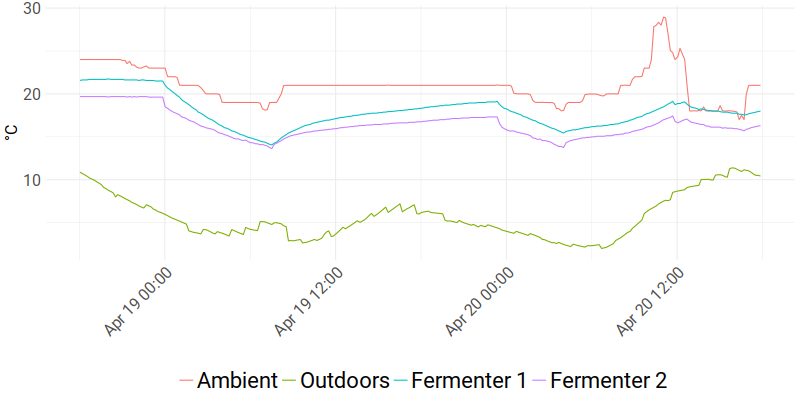 30
20
10
°C
Apr 19 00:00
Apr 19 12:00
Apr 20 00:00
Apr 20 12:00
Ambient Outdoors Fermenter 1 Fermenter 2